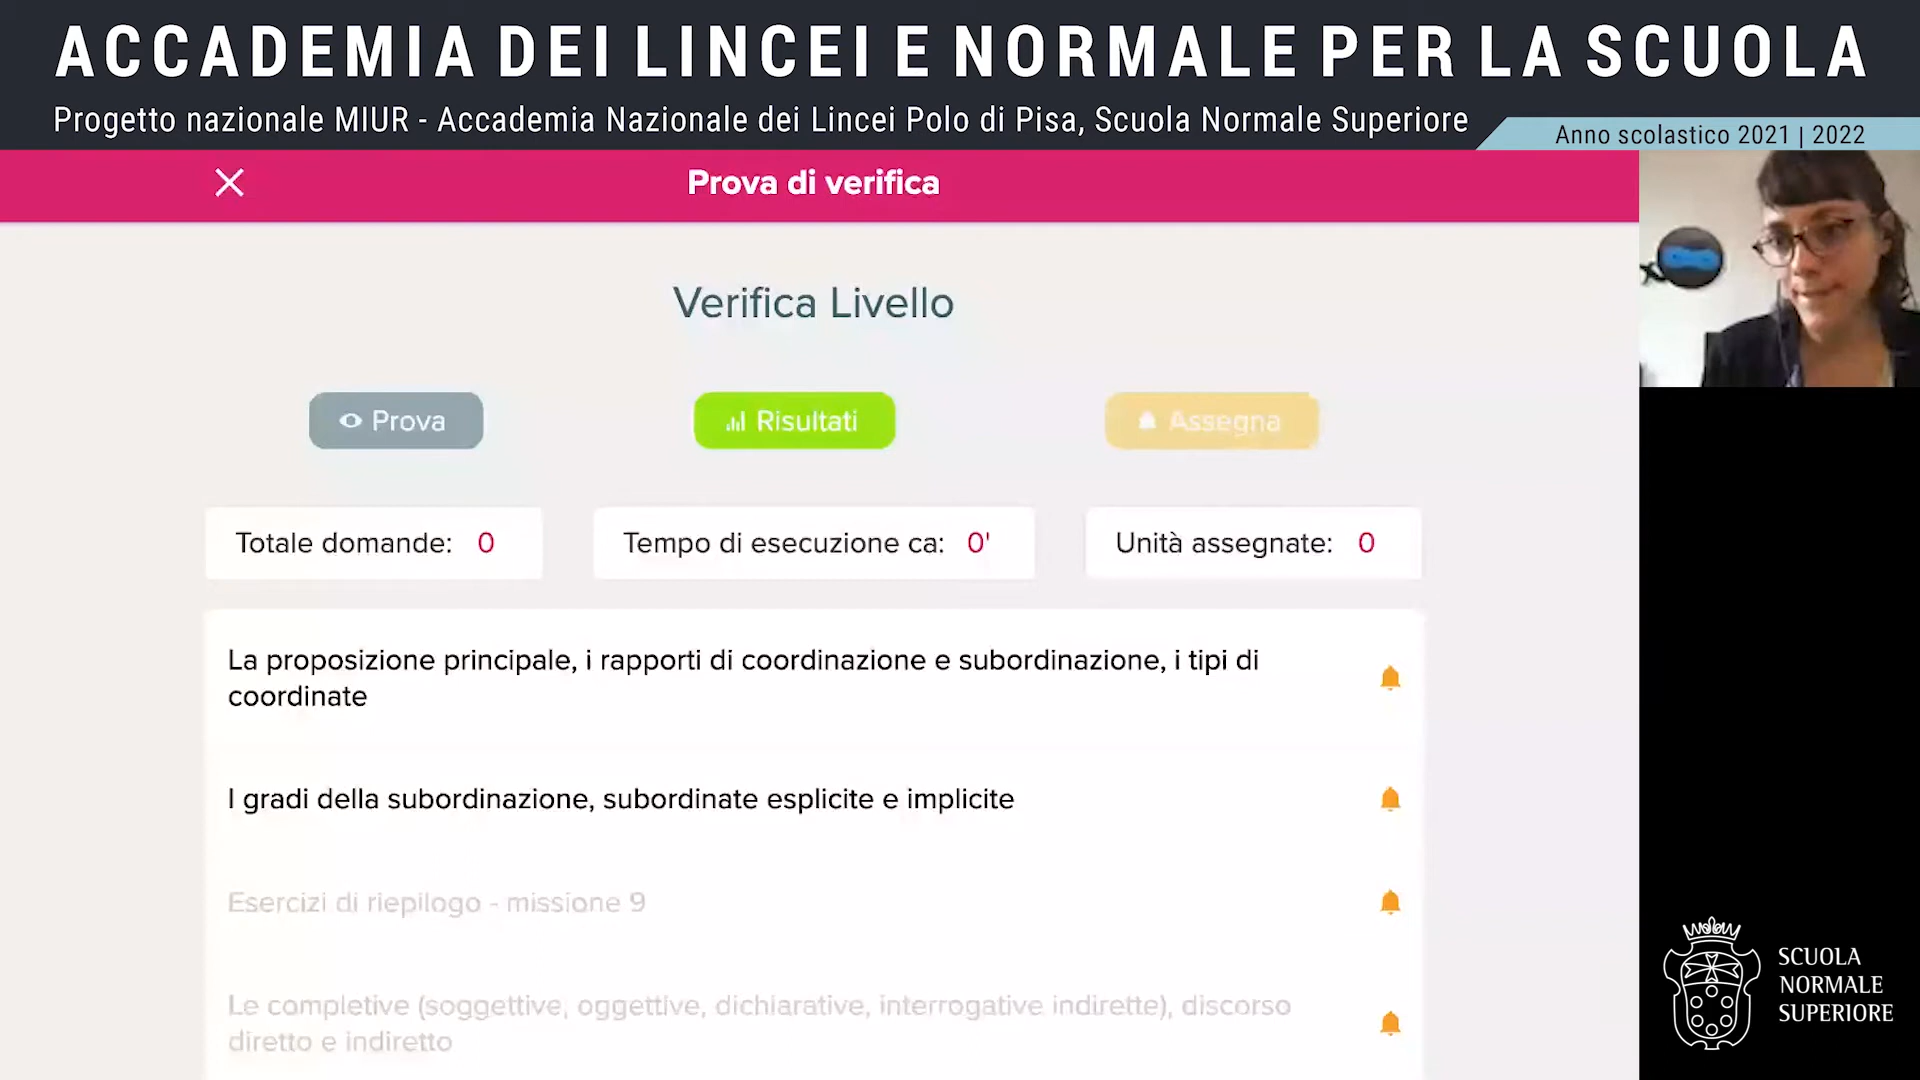 ACCADEMIA DEI LINCEI E NORMALE PER LA SCUOLA
Progetto nazionale MIUR - Accademia Nazionale dei Lincei Polo di Pisa, Scuola Normale Superiore
Anno scolastico 2021 | 2022
Prova di verifica
Verifica Livello
Prova
Risultati
Assegna
Totale domande: 0
Tempo di esecuzione ca: 0'
Unità assegnate: 0
La proposizione principale, i rapporti di coordinazione e subordinazione, i tipi di
coordinate
I gradi della subordinazione, subordinate esplicite e implicite
Esercizi di riepilogo - missione 9
Le completive (soggettive, oggettive, dichiarative, interrogative indirette), discorso
diretto e indiretto
SCUOLA
NORMALE
SUPERIORE